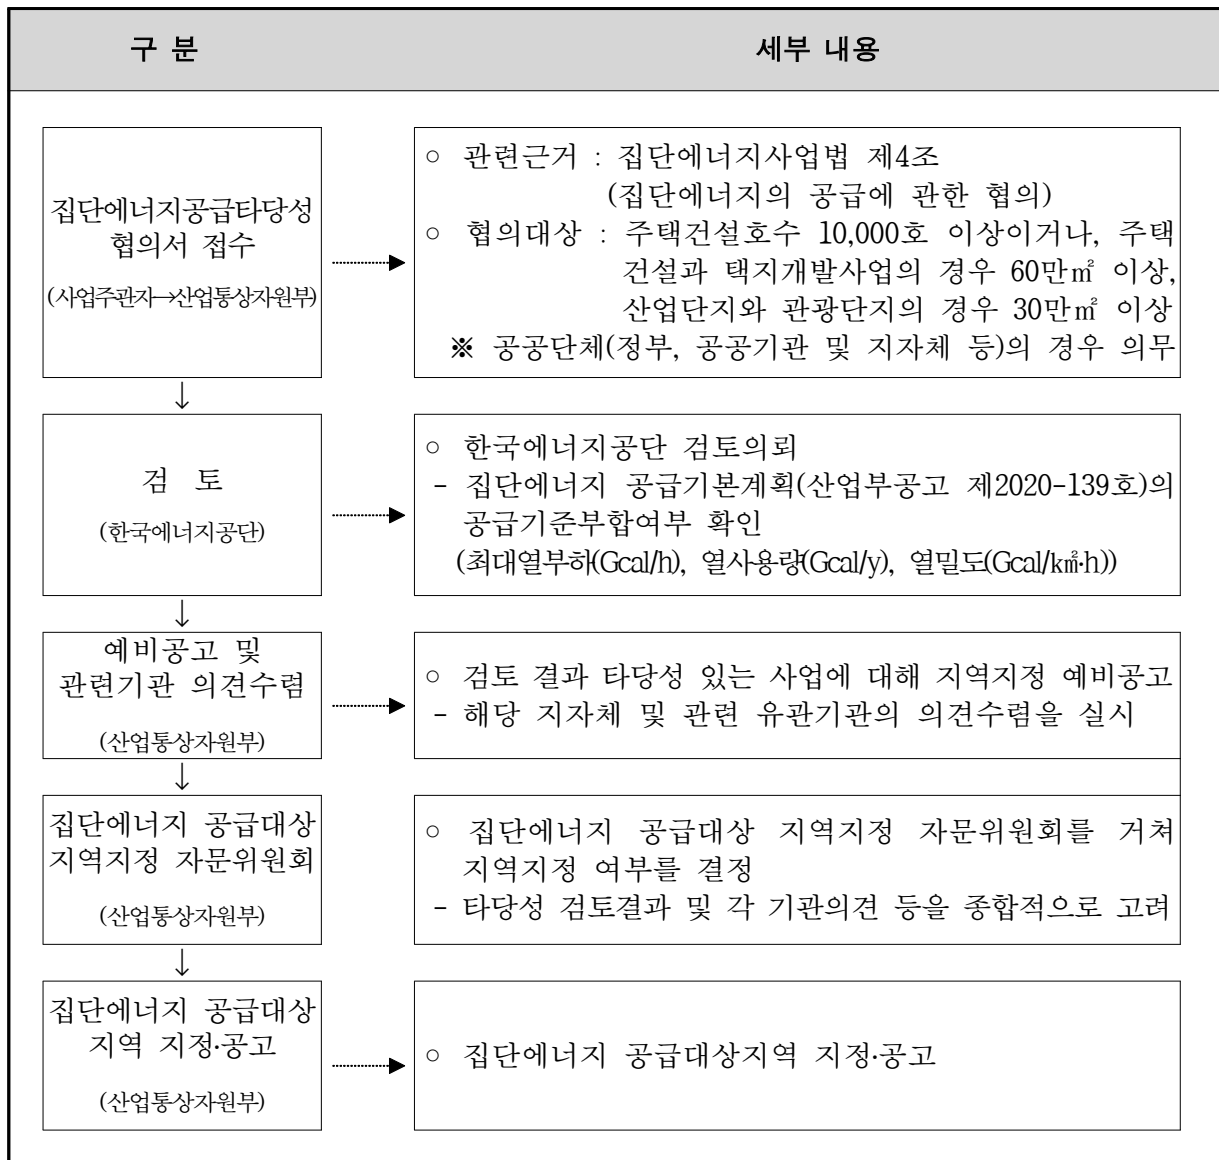 구 분
세부 내용
집단에너지공급타당성
협의서 접수
(사업주관자→산업통상자원부)
○ 관련근거 : 집단에너지사업법 제4조
(집단에너지의 공급에 관한 협의)
○ 협의대상 : 주택건설호수 10,000호 이상이거나, 주택
건설과 택지개발사업의 경우 60만㎡ 이상,
산업단지와 관광단지의 경우 30만㎡ 이상
※ 공공단체(정부, 공공기관 및 지자체 등)의 경우 의무
↓
검 토
(한국에너지공단)
○ 한국에너지공단 검토의뢰
- 집단에너지 공급기본계획(산업부공고 제2020-139호)의
공급기준부합여부 확인
(최대열부하(Gcal/h), 열사용량(Gcal/y), 열밀도(Gcal/㎢·h))
↓
예비공고 및
관련기관 의견수렴
(산업통상자원부)
○ 검토 결과 타당성 있는 사업에 대해 지역지정 예비공고
- 해당 지자체 및 관련 유관기관의 의견수렴을 실시
↓
집단에너지 공급대상
지역지정 자문위원회
(산업통상자원부)
○ 집단에너지 공급대상 지역지정 자문위원회를 거쳐
지역지정 여부를 결정
- 타당성 검토결과 및 각 기관의견 등을 종합적으로 고려
↓
집단에너지 공급대상
지역 지정·공고
(산업통상자원부)
○ 집단에너지 공급대상지역 지정·공고